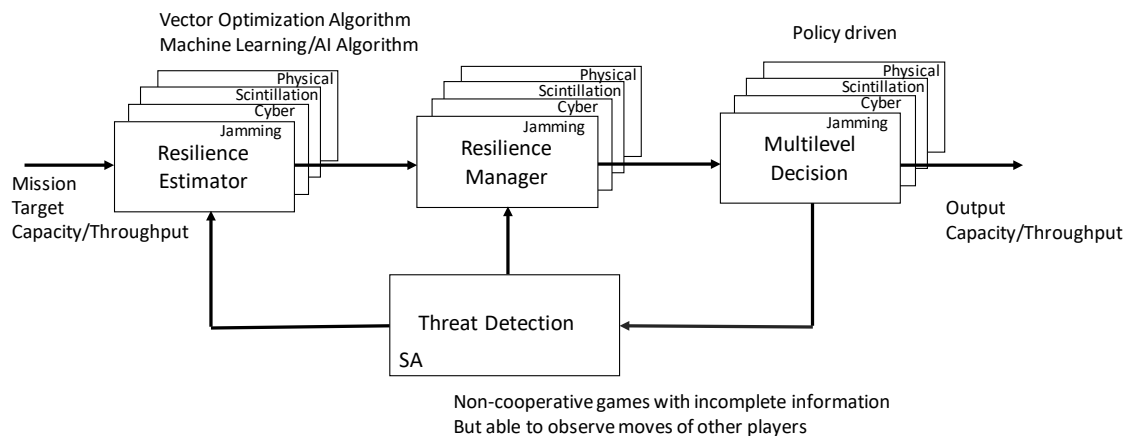 Vector Optimization Algorithm
Machine Learning/AI Algorithm
Policy driven
Physical
Scintillation
Cyber
Jamming
Resilience
Estimator
Physical
Scintillation
Cyber
Jamming
Resilience
Manager
Physical
Scintillation
Cyber
Jamming
Multilevel
Decision
Mission
Target
Capacity/Throughput
Output
Capacity/Throughput
Threat Detection
SA
Non-cooperative games with incomplete information
But able to observe moves of other players